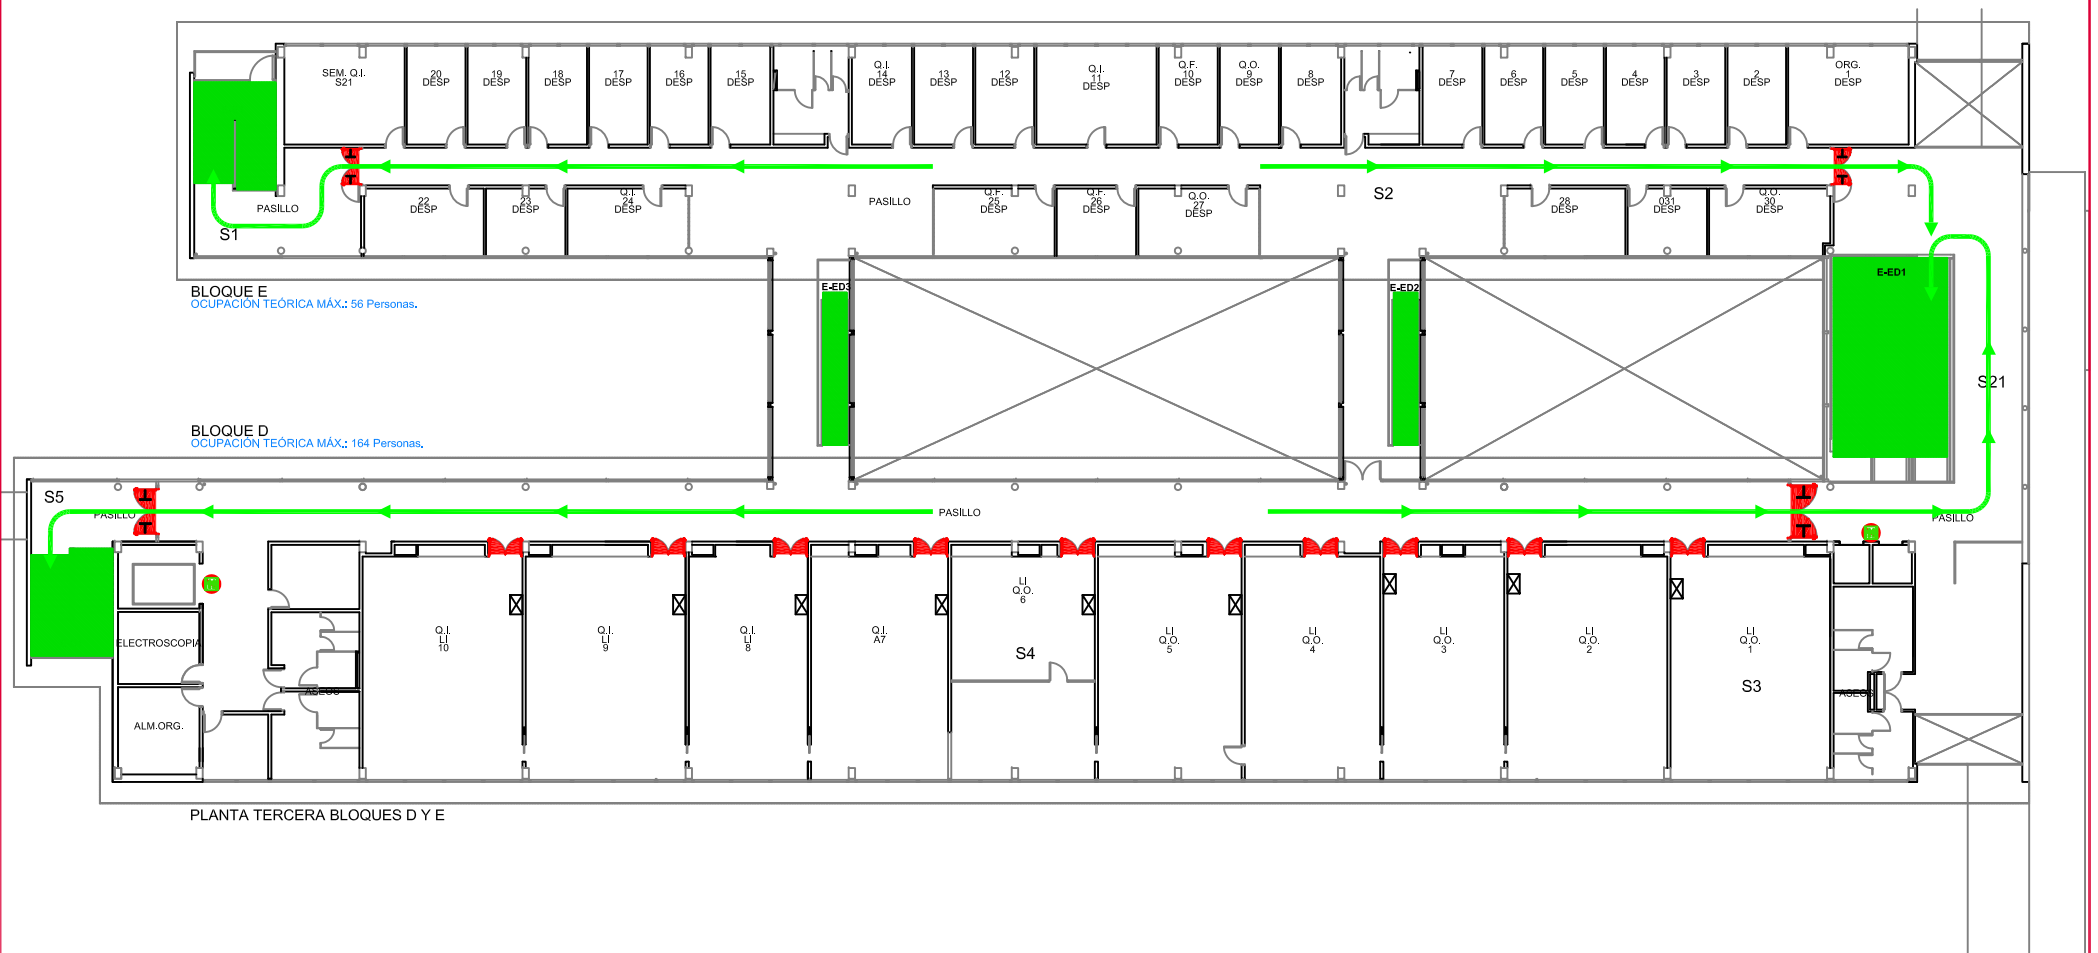 SEM. Q.I.
S21
20
DESP
19
DESP
18
DESP
17
DESP
16
DESP
15
DESP
Q.I.
14
DESP
13
DESP
12
DESP
Q.I.
11
DESP
Q.F.
10
DESP
Q.O.
9
DESP
8
DESP
7
DESP
6
DESP
5
DESP
4
DESP
3
DESP
2
DESP
ORG.
1
DESP
PASILLO
S1
22
DESP
23
DESP
Q.I.
24
DESP
PASILLO
Q.F.
25
DESP
Q.F.
26
DESP
Q.O.
27
DESP
S2
28
DESP
031
DESP
Q.O.
30
DESP
BLOQUE E
OCUPACIÓN TEÓRICA MÁX.: 56 Personas.
E-ED3
E-ED2
E-ED1
S21
BLOQUE D
OCUPACIÓN TEÓRICA MÁX.: 164 Personas.
S5
PASILLO
PASILLO
PASILLO
ELECTROSCOPIA
ALM.ORG.
ASEOS
Q.I.
LI
10
Q.I.
LI
9
Q.I.
LI
8
Q.I.
A7
LI
Q.O.
6
S4
LI
Q.O.
5
LI
Q.O.
4
LI
Q.O.
3
LI
Q.O.
2
LI
Q.O.
1
S3
ASEOS
PLANTA TERCERA BLOQUES D Y E